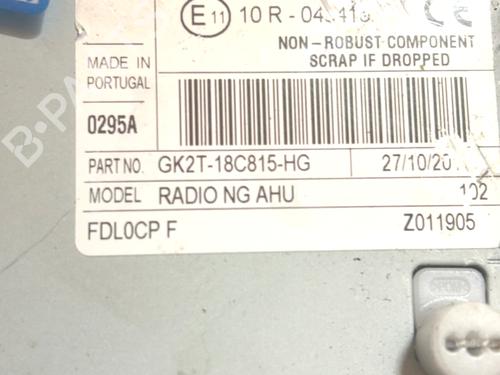 E11 10 R - 04
NON - ROBUST COMPONENT
SCRAP IF DROPPED
MADE IN
PORTUGAL
0295A
PART NO. GK2T-18C815-HG 27/10/20
MODEL RADIO NG AHU 102
FDL0CP F Z011905